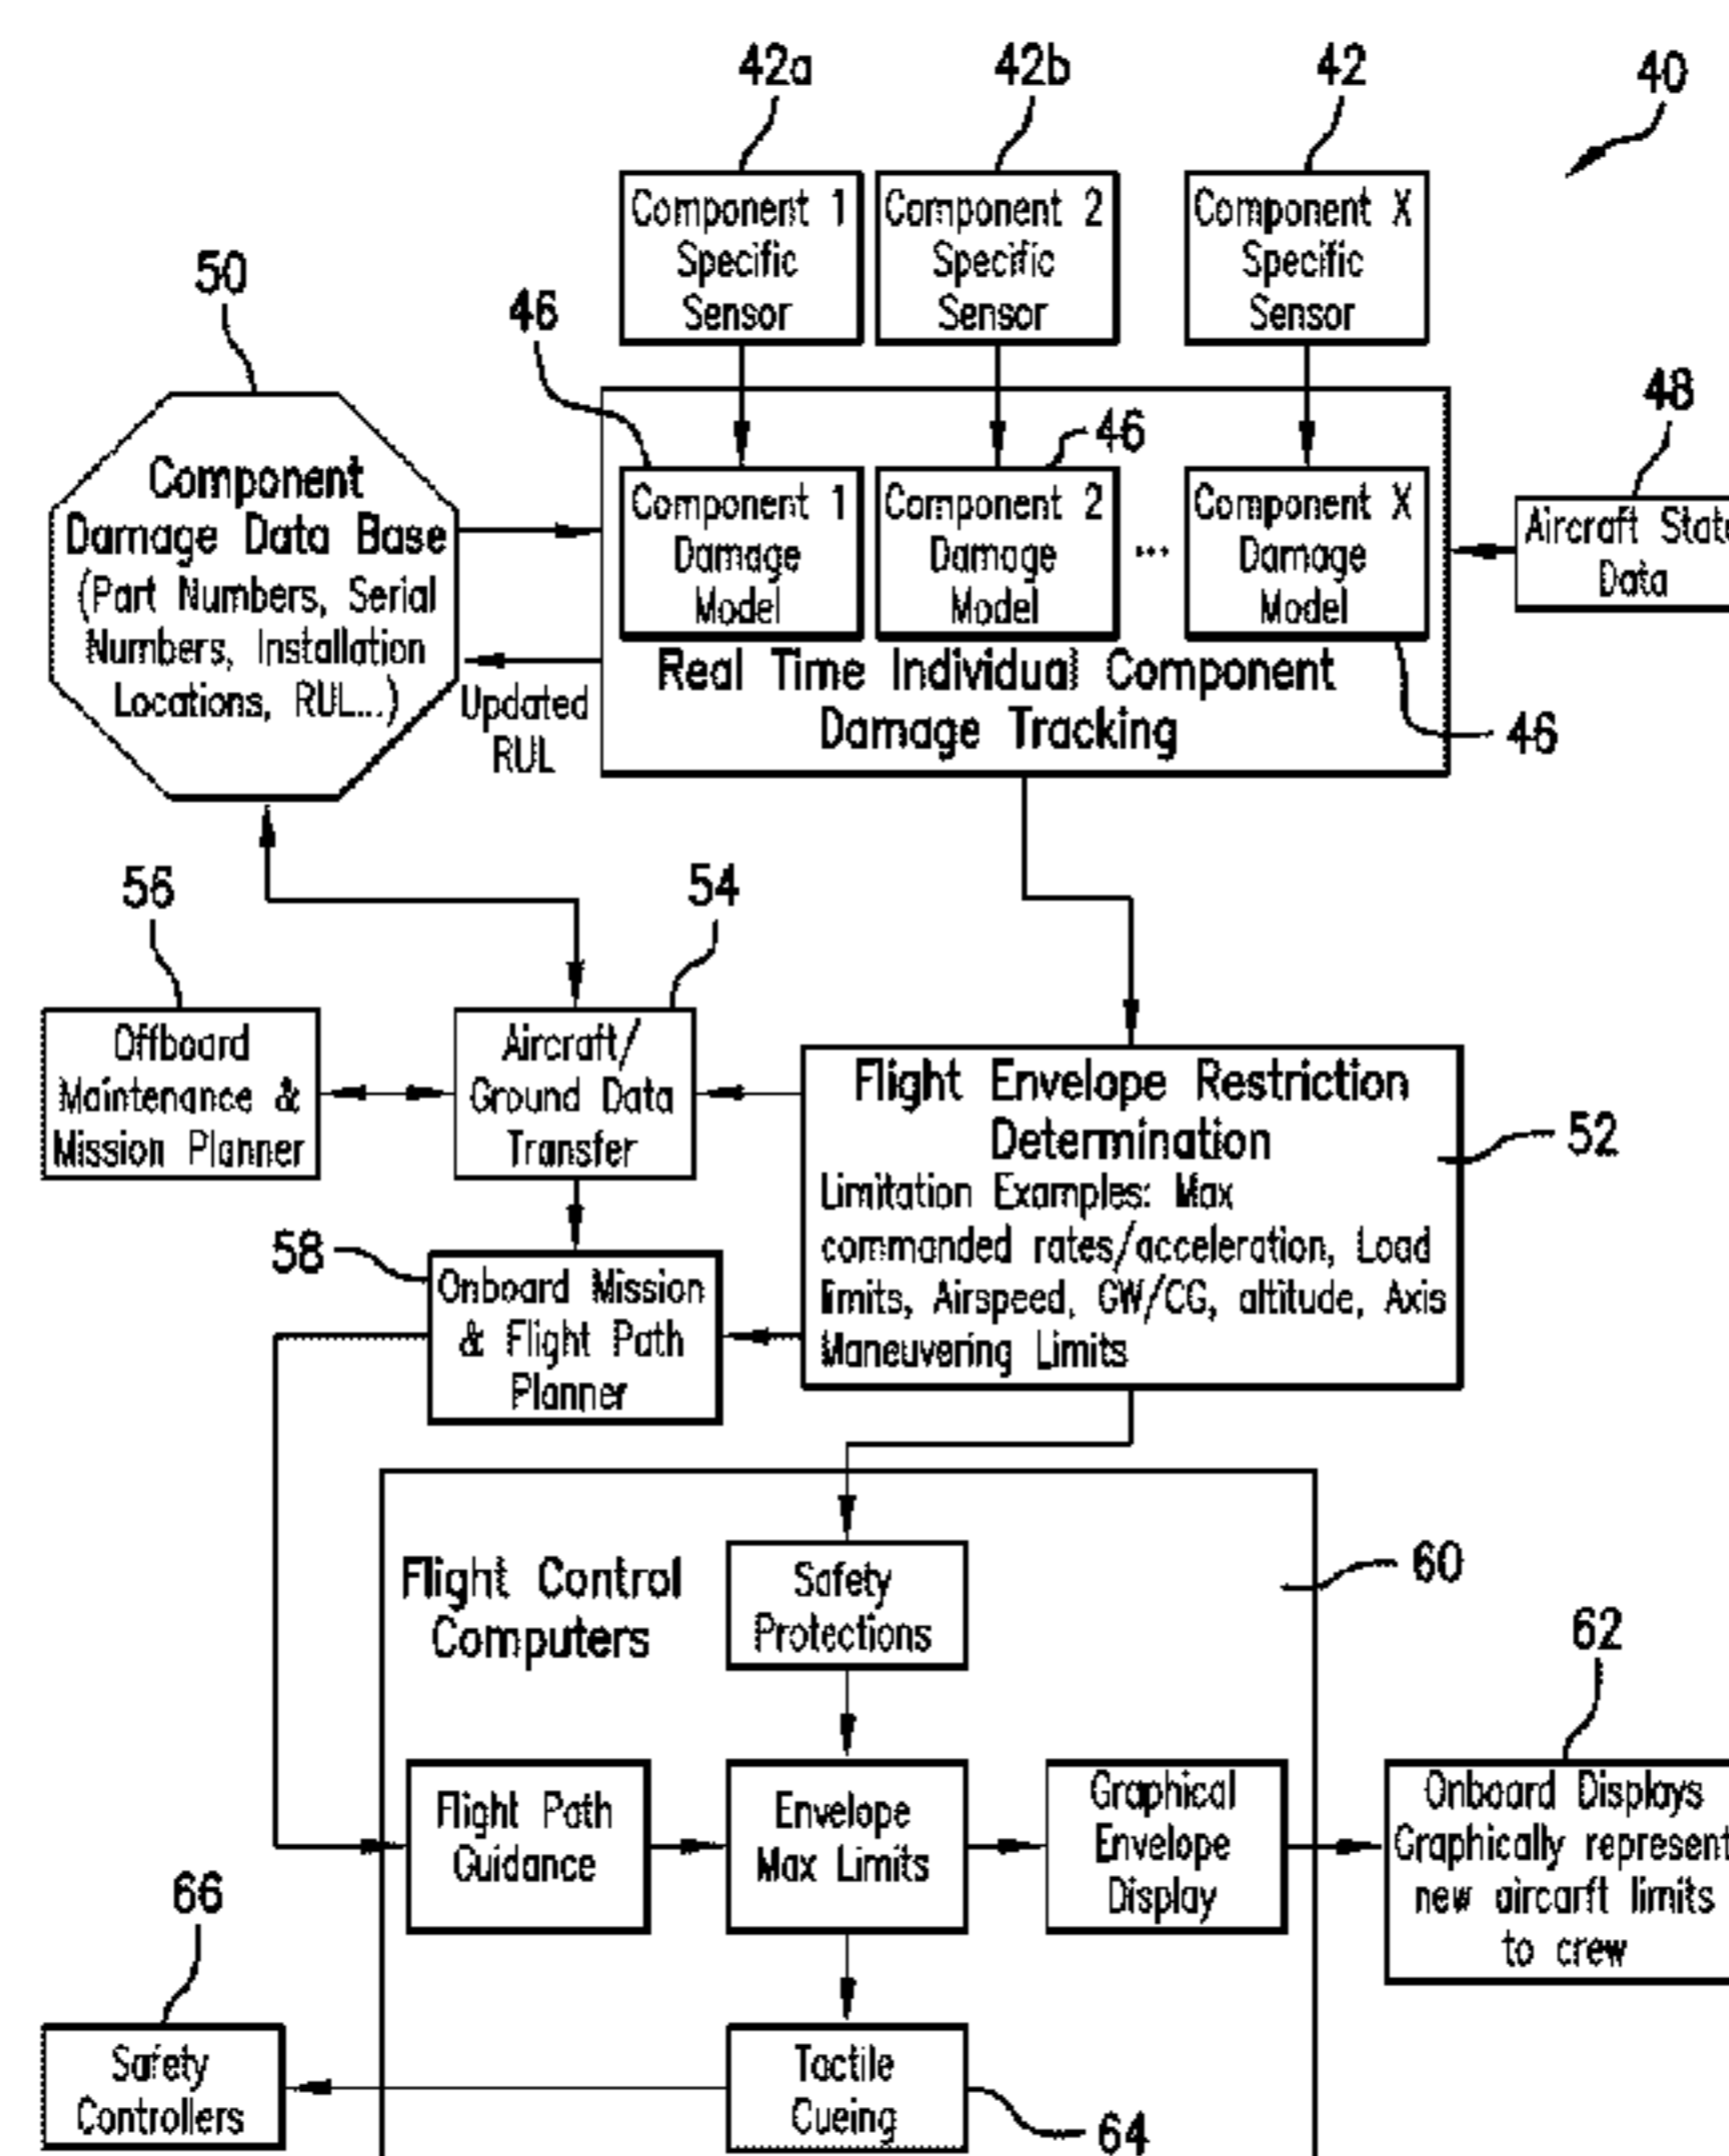 42a
42b
42
40
Component 1
Specific
Sensor
Component 2
Specific
Sensor
Component X
Specific
Sensor
50
46
48
Component
Damage Data Base
(Part Numbers, Serial
Numbers, Installation
Locations, RUL...)
46
Component 1
Damage
Model
Component 2
Damage
Model
...
Component X
Damage
Model
Aircraft State
Data
Real Time Individual Component
Damage Tracking
46
Updated
RUL
56
54
Offboard
Maintenance &
Mission Planner
Aircraft/
Ground Data
Transfer
Flight Envelope Restriction
Determination
Limitation Examples: Max
commanded rates/acceleration, Load
limits, Airspeed, GW/CG, altitude, Axis
Maneuvering Limits
52
58
Onboard Mission
& Flight Path
Planner
Flight Control
Computers
Safety
Protections
60
62
Flight Path
Guidance
Envelope
Max Limits
Graphical
Envelope
Display
Onboard Displays
Graphically represent
new aircarft limits
to crew
66
Safety
Controllers
Tactile
Cueing
64